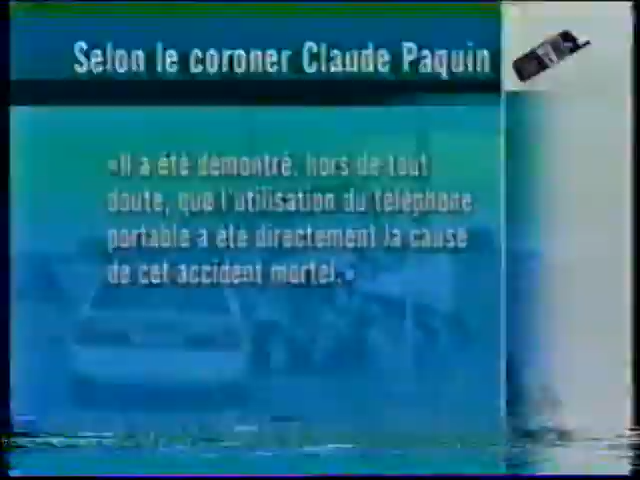 Selon le coroner Claude Paquin
«Il a été démontré, hors de tout
doute, que l'utilisation du téléphone
portable a été directement la cause
de cet accident mortel.»